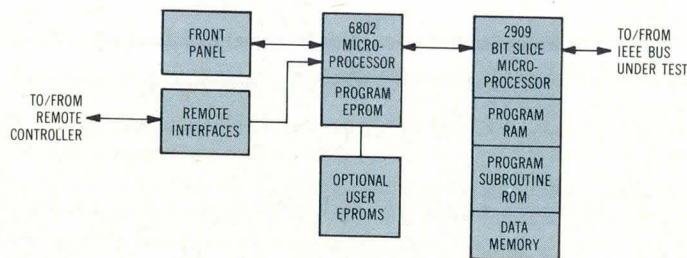 FRONT
PANEL
6802
MICRO-
PROCESSOR
PROGRAM
EPROM
2909
BIT SLICE
MICRO-
PROCESSOR
TO/FROM
IEEE BUS
UNDER TEST
TO/FROM
REMOTE
CONTROLLER
REMOTE
INTERFACES
OPTIONAL
USER
EPROMS
PROGRAM
RAM
PROGRAM
SUBROUTINE
ROM
DATA
MEMORY